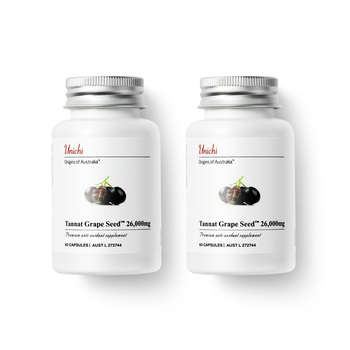 Unichi
Origins of Australia™
Tannat Grape Seed™ 26,000mg
Premium anti-oxidant supplement
60 CAPSULES | AUST L 272744
Unichi
Origins of Australia™
Tannat Grape Seed™ 26,000mg
Premium anti-oxidant supplement
60 CAPSULES | AUST L 272744